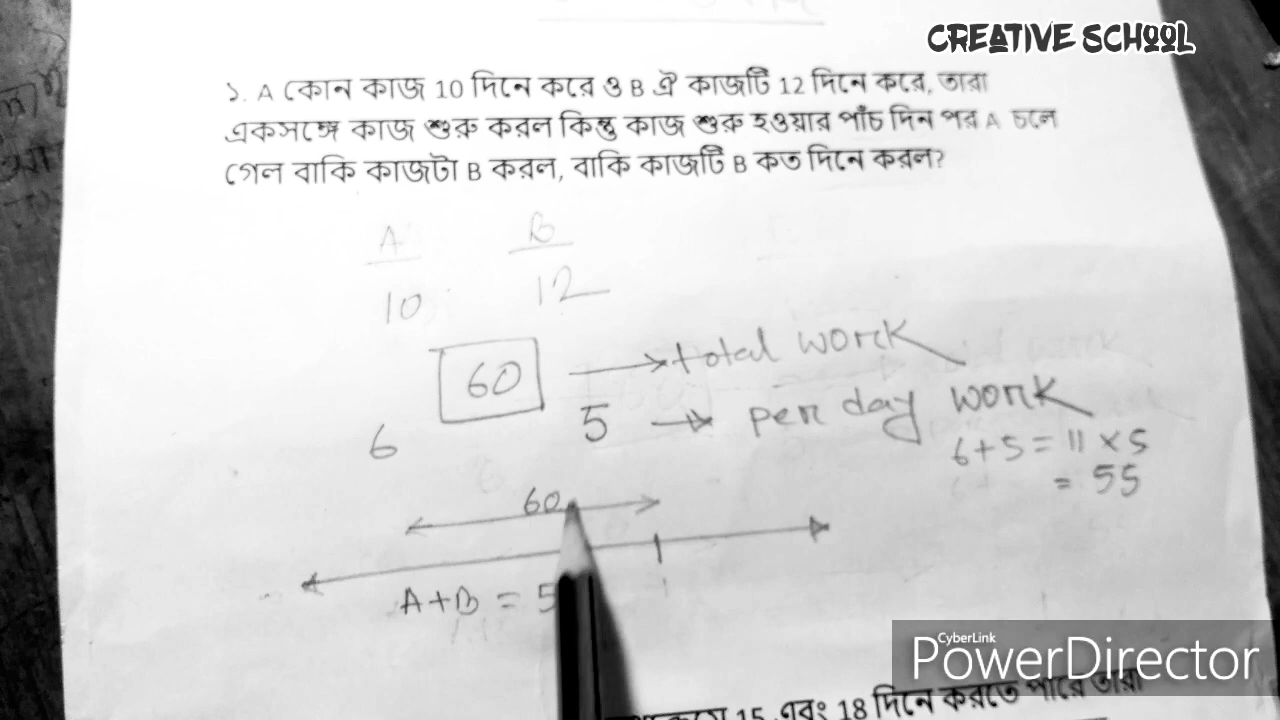 CREATIVE SCHOOL
১. A কোন কাজ 10 দিনে করে ও B ঐ কাজটি 12 দিনে করে, তারা
একসঙ্গে কাজ শুরু করল কিন্তু কাজ শুরু হওয়ার পাঁচ দিন পর A চলে
গেল বাকি কাজটা B করল, বাকি কাজটি B কত দিনে করল?
A B
10 12
60 total work
6 5 per day work
6+5 = 11 × 5
= 55
60
A+B = 5
CyberLink
PowerDirector
15 এবং 18 দিনে করতে পারে তারা